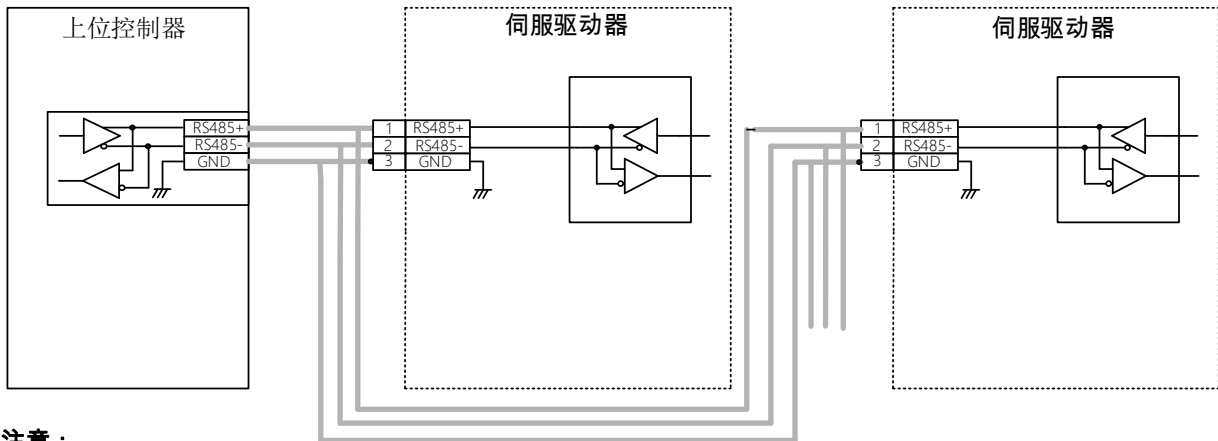 上位控制器
伺服驱动器
伺服驱动器
RS485+
RS485-
GND
1 RS485+
2 RS485-
3 GND
1 RS485+
2 RS485-
3 GND
注意：